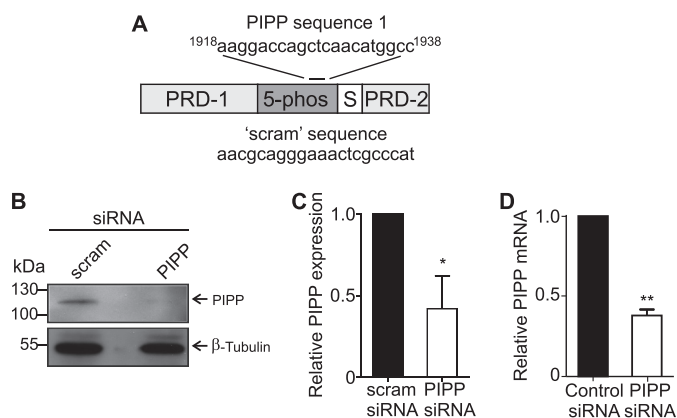 A
PIPP sequence 1
1918aaggaccagctcaacatggcc1938
PRD-1 5-phos S PRD-2
'scram' sequence
aacgcagggaaactcgcccat
B
siRNA
scram PIPP
kDa
130
100
PIPP
55
β-Tubulin
C
Relative PIPP expression
1.0
0.5
0
*
scram siRNA
PIPP siRNA
D
Relative PIPP mRNA
1.0
0.5
0
**
Control siRNA
PIPP siRNA